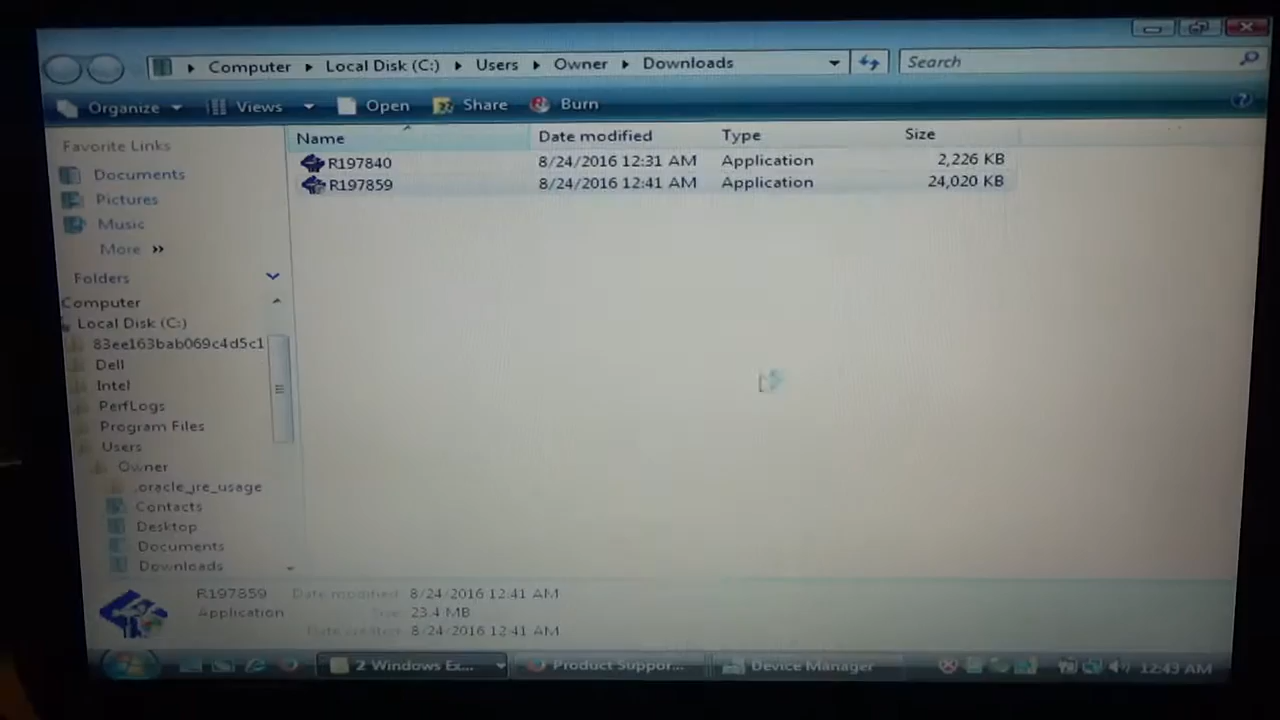 Computer Local Disk (C:) Users Owner Downloads
Search
Organize Views Open Share Burn
Name Date modified Type Size
R197840 8/24/2016 12:31 AM Application 2,226 KB
R197859 8/24/2016 12:41 AM Application 24,020 KB
Favorite Links
Documents
Pictures
Music
More »
Folders
Computer
Local Disk (C:)
83ee163bab069c4d5c1
Dell
Intel
PerfLogs
Program Files
Users
Owner
.oracle_jre_usage
Contacts
Desktop
Documents
Downloads
R197859 Date modified: 8/24/2016 12:41 AM
Application Size: 23.4 MB
Date created: 8/24/2016 12:41 AM
2 Windows Ex... Product Suppor... Device Manager 12:43 AM